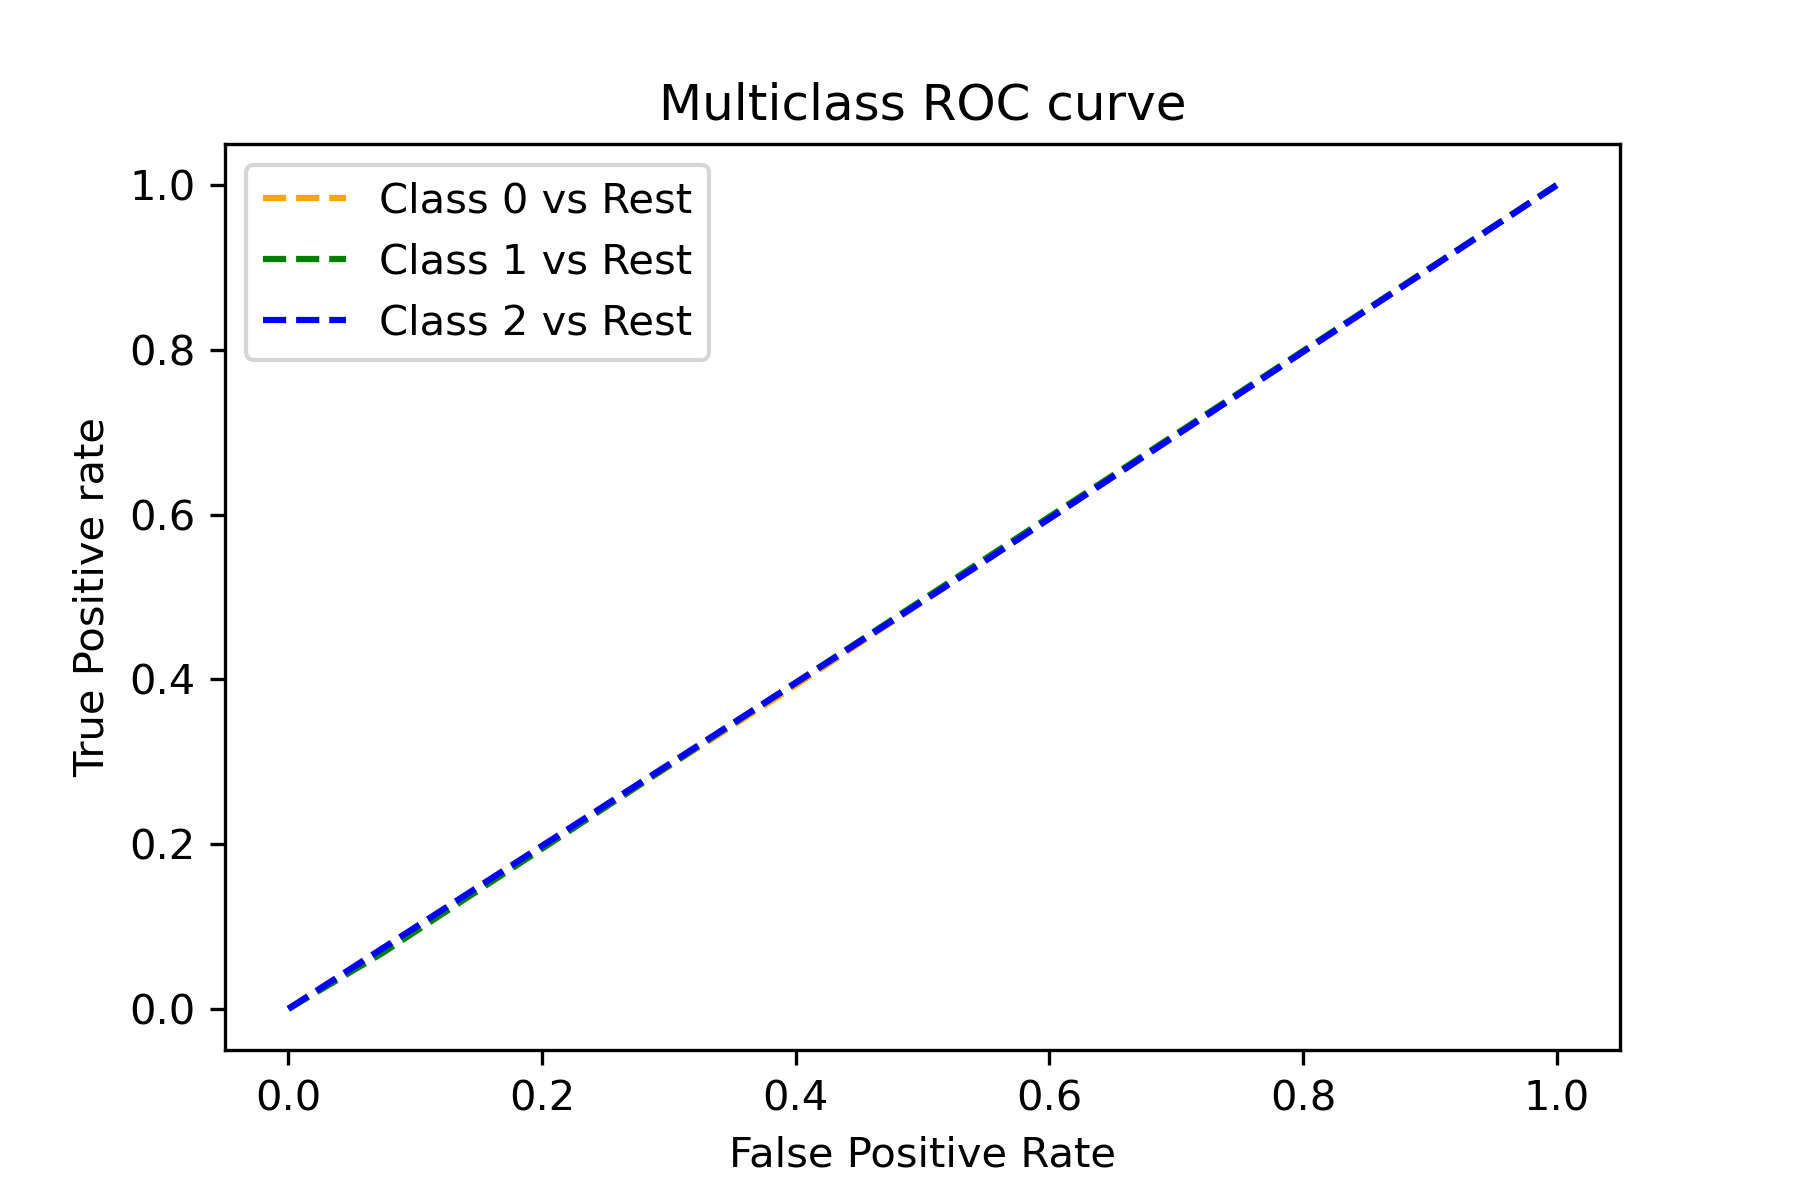 Multiclass ROC curve
Class 0 vs Rest
Class 1 vs Rest
Class 2 vs Rest
True Positive rate
1.0
0.8
0.6
0.4
0.2
0.0
0.0 0.2 0.4 0.6 0.8 1.0
False Positive Rate